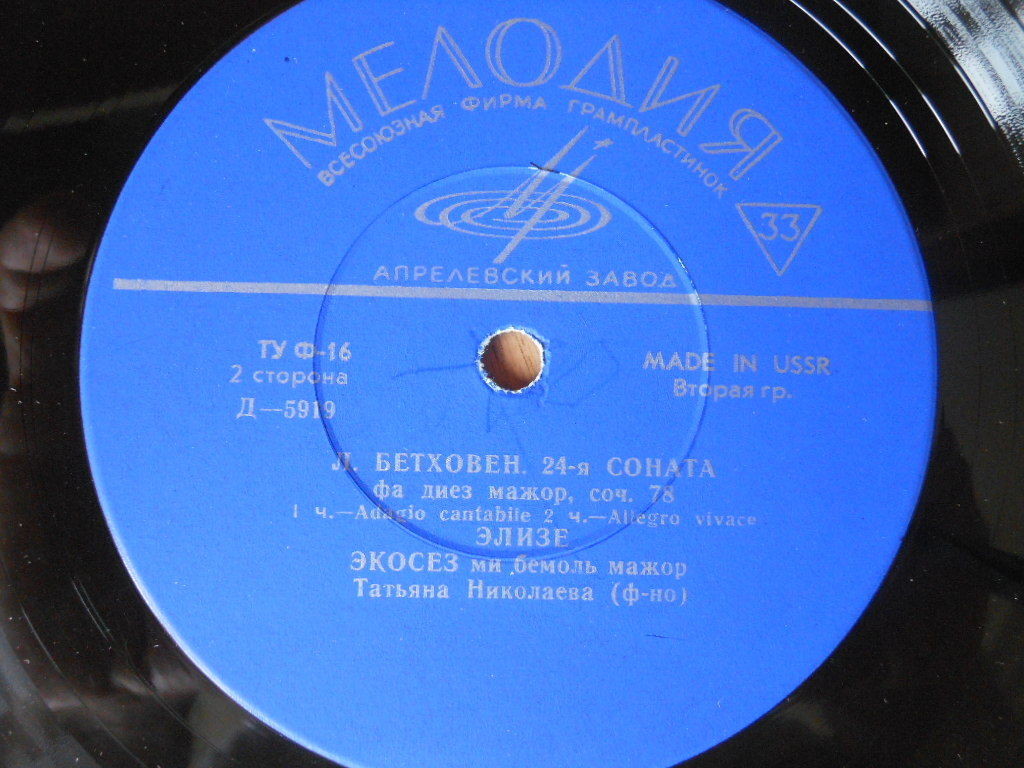 МЕЛОДИЯ
ВСЕСОЮЗНАЯ ФИРМА ГРАМПЛАСТИНОК
33
АПРЕЛЕВСКИЙ ЗАВОД
ТУ Ф-16
2 сторона
Д—5919
MADE IN USSR
Вторая гр.
Л. БЕТХОВЕН. 24-я СОНАТА
фа диез мажор, соч. 78
1 ч.—Adagio cantabile 2 ч.—Allegro vivace
ЭЛИЗЕ
ЭКОСЕЗ ми бемоль мажор
Татьяна Николаева (ф-но)